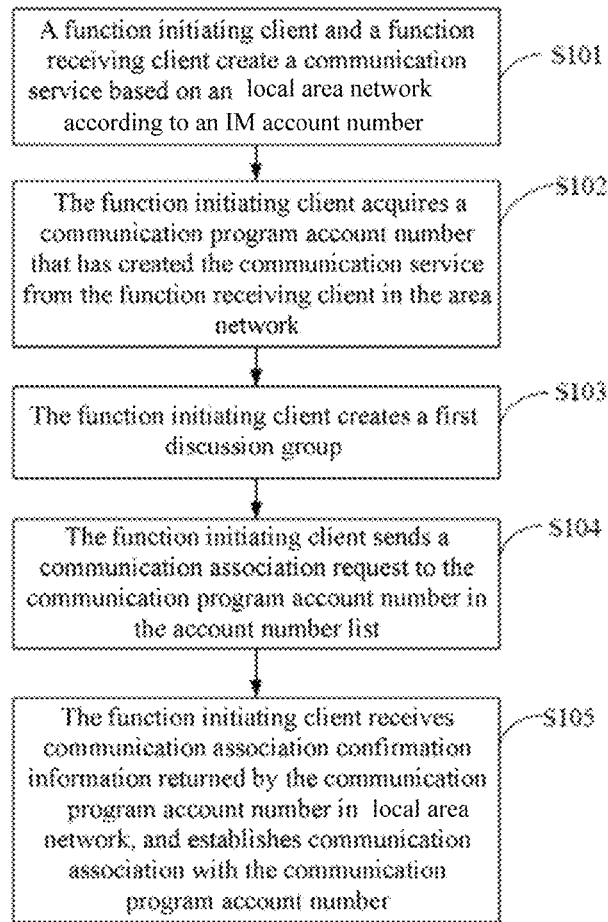 A function initiating client and a function
receiving client create a communication
service based on an local area network
according to an IM account number
S101
The function initiating client acquires a
communication program account number
that has created the communication service
from the function receiving client in the area
network
S102
The function initiating client creates a first
discussion group
S103
The function initiating client sends a
communication association request to the
communication program account number in
the account number list
S104
The function initiating client receives
communication association confirmation
information returned by the communication
program account number in local area
network, and establishes communication
association with the communication
program account number
S105